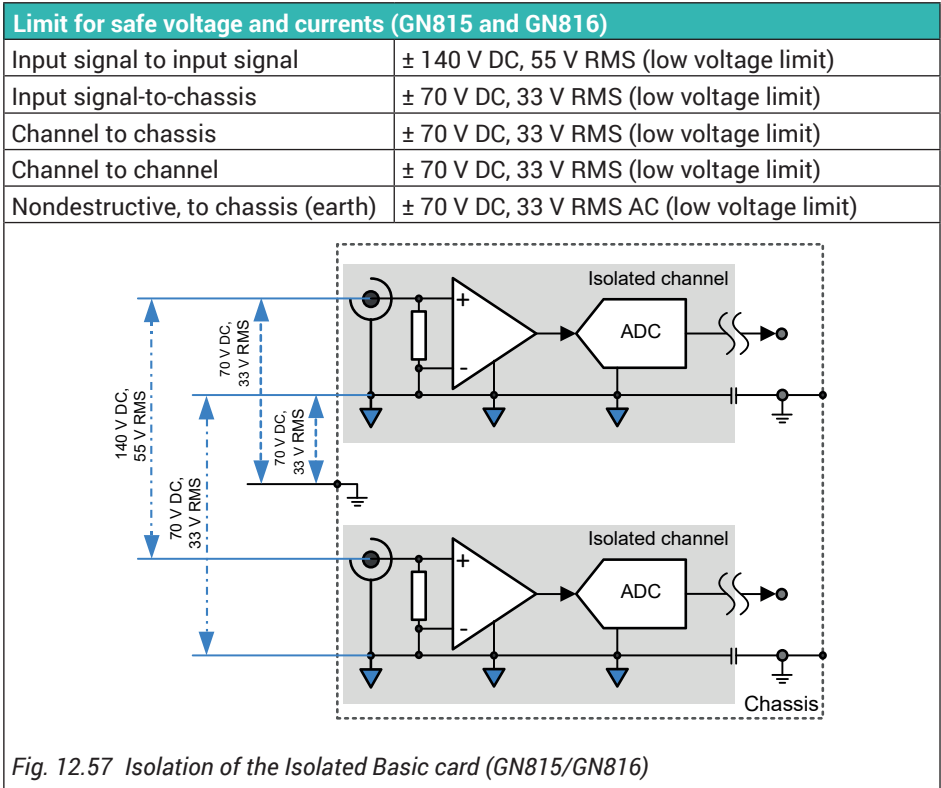 Limit for safe voltage and currents (GN815 and GN816)
Input signal to input signal ± 140 V DC, 55 V RMS (low voltage limit)
Input signal-to-chassis ± 70 V DC, 33 V RMS (low voltage limit)
Channel to chassis ± 70 V DC, 33 V RMS (low voltage limit)
Channel to channel ± 70 V DC, 33 V RMS (low voltage limit)
Nondestructive, to chassis (earth) ± 70 V DC, 33 V RMS AC (low voltage limit)
Isolated channel
+
-
ADC
140 V DC,
55 V RMS
70 V DC,
33 V RMS
70 V DC,
33 V RMS
70 V DC,
33 V RMS
Isolated channel
+
-
ADC
Chassis
Fig. 12.57 Isolation of the Isolated Basic card (GN815/GN816)